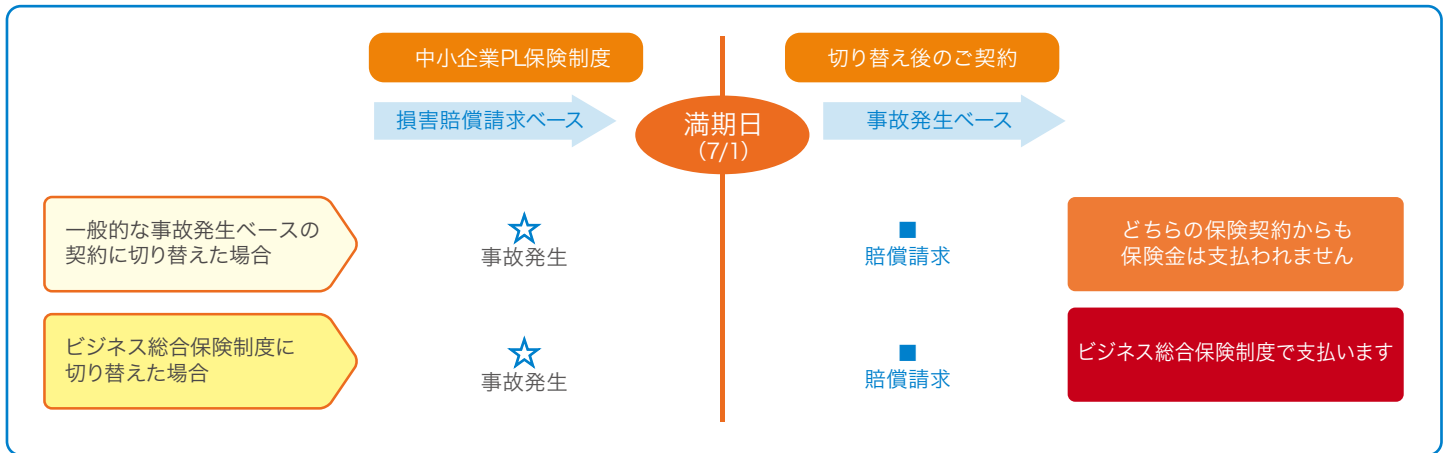 中小企業PL保険制度
切り替え後のご契約
損害賠償請求ベース
満期日
(7/1)
事故発生ベース
一般的な事故発生ベースの
契約に切り替えた場合
事故発生
賠償請求
どちらの保険契約からも
保険金は支払われません
ビジネス総合保険制度に
切り替えた場合
事故発生
賠償請求
ビジネス総合保険制度で支払います